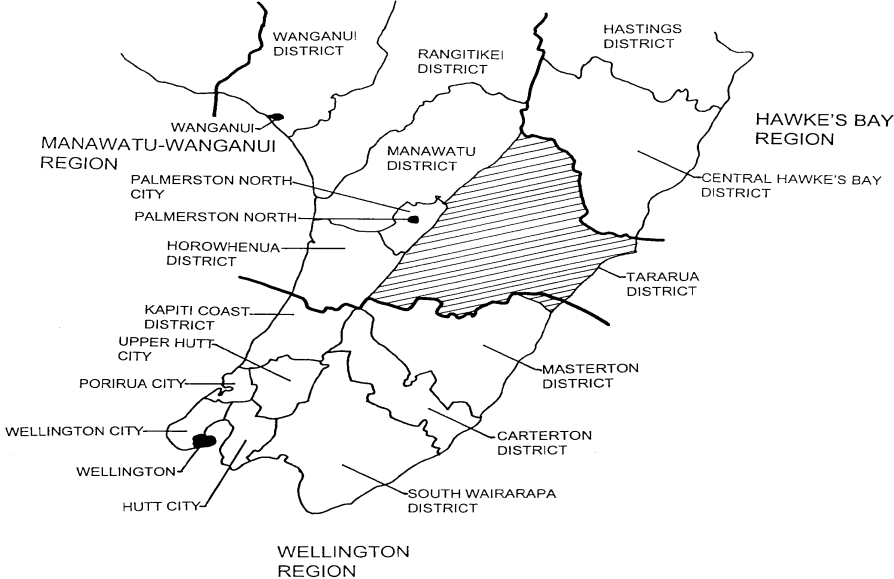 WANGANUI
DISTRICT
HASTINGS
DISTRICT
RANGITIKEI
DISTRICT
WANGANUI
HAWKE'S BAY
REGION
MANAWATU-WANGANUI
REGION
MANAWATU
DISTRICT
PALMERSTON NORTH
CITY
CENTRAL HAWKE'S BAY
DISTRICT
PALMERSTON NORTH
HOROWHENUA
DISTRICT
TARARUA
DISTRICT
KAPITI COAST
DISTRICT
UPPER HUTT
CITY
MASTERTON
DISTRICT
PORIRUA CITY
WELLINGTON CITY
CARTERTON
DISTRICT
WELLINGTON
SOUTH WAIRARAPA
DISTRICT
HUTT CITY
WELLINGTON
REGION